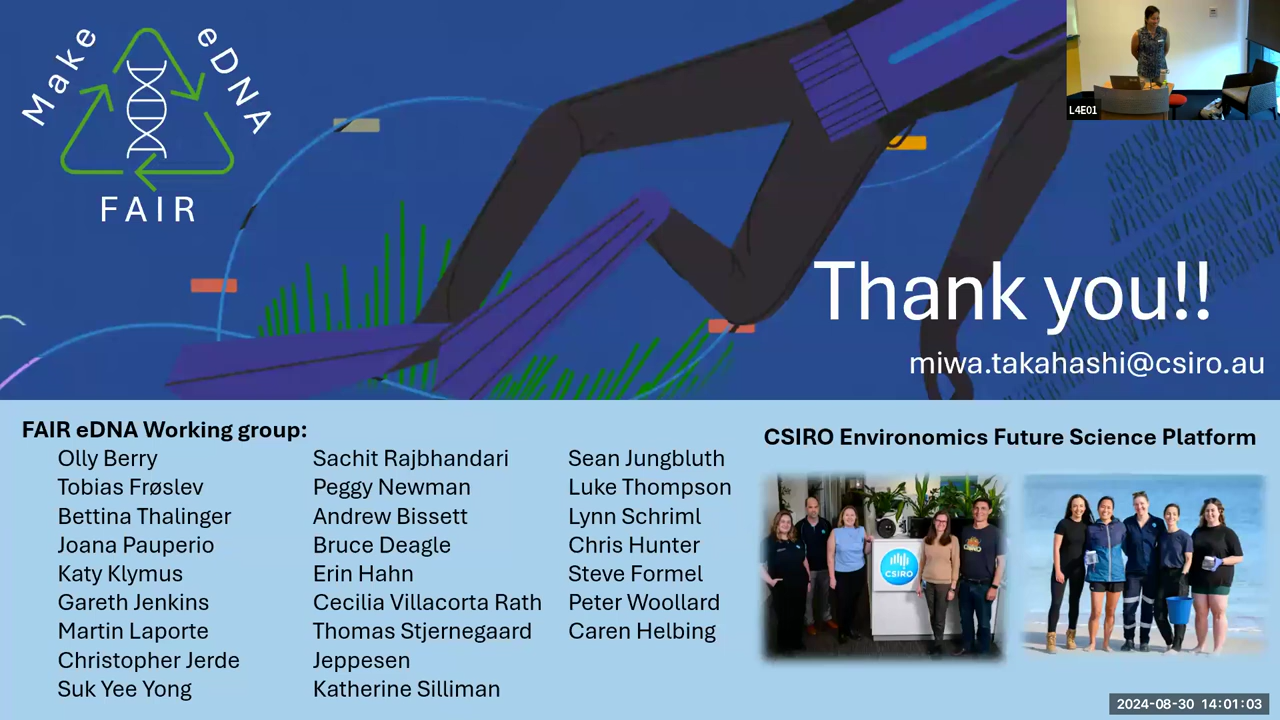 Make eDNA
FAIR
L4E01
Thank you!!
miwa.takahashi@csiro.au
FAIR eDNA Working group:
Olly Berry
Tobias Frøslev
Bettina Thalinger
Joana Pauperio
Katy Klymus
Gareth Jenkins
Martin Laporte
Christopher Jerde
Suk Yee Yong
Sachit Rajbhandari
Peggy Newman
Andrew Bissett
Bruce Deagle
Erin Hahn
Cecilia Villacorta Rath
Thomas Stjernegaard
Jeppesen
Katherine Silliman
Sean Jungbluth
Luke Thompson
Lynn Schriml
Chris Hunter
Steve Formel
Peter Woollard
Caren Helbing
CSIRO Environomics Future Science Platform
CSIRO
CSIRO
2024-08-30 14:01:03